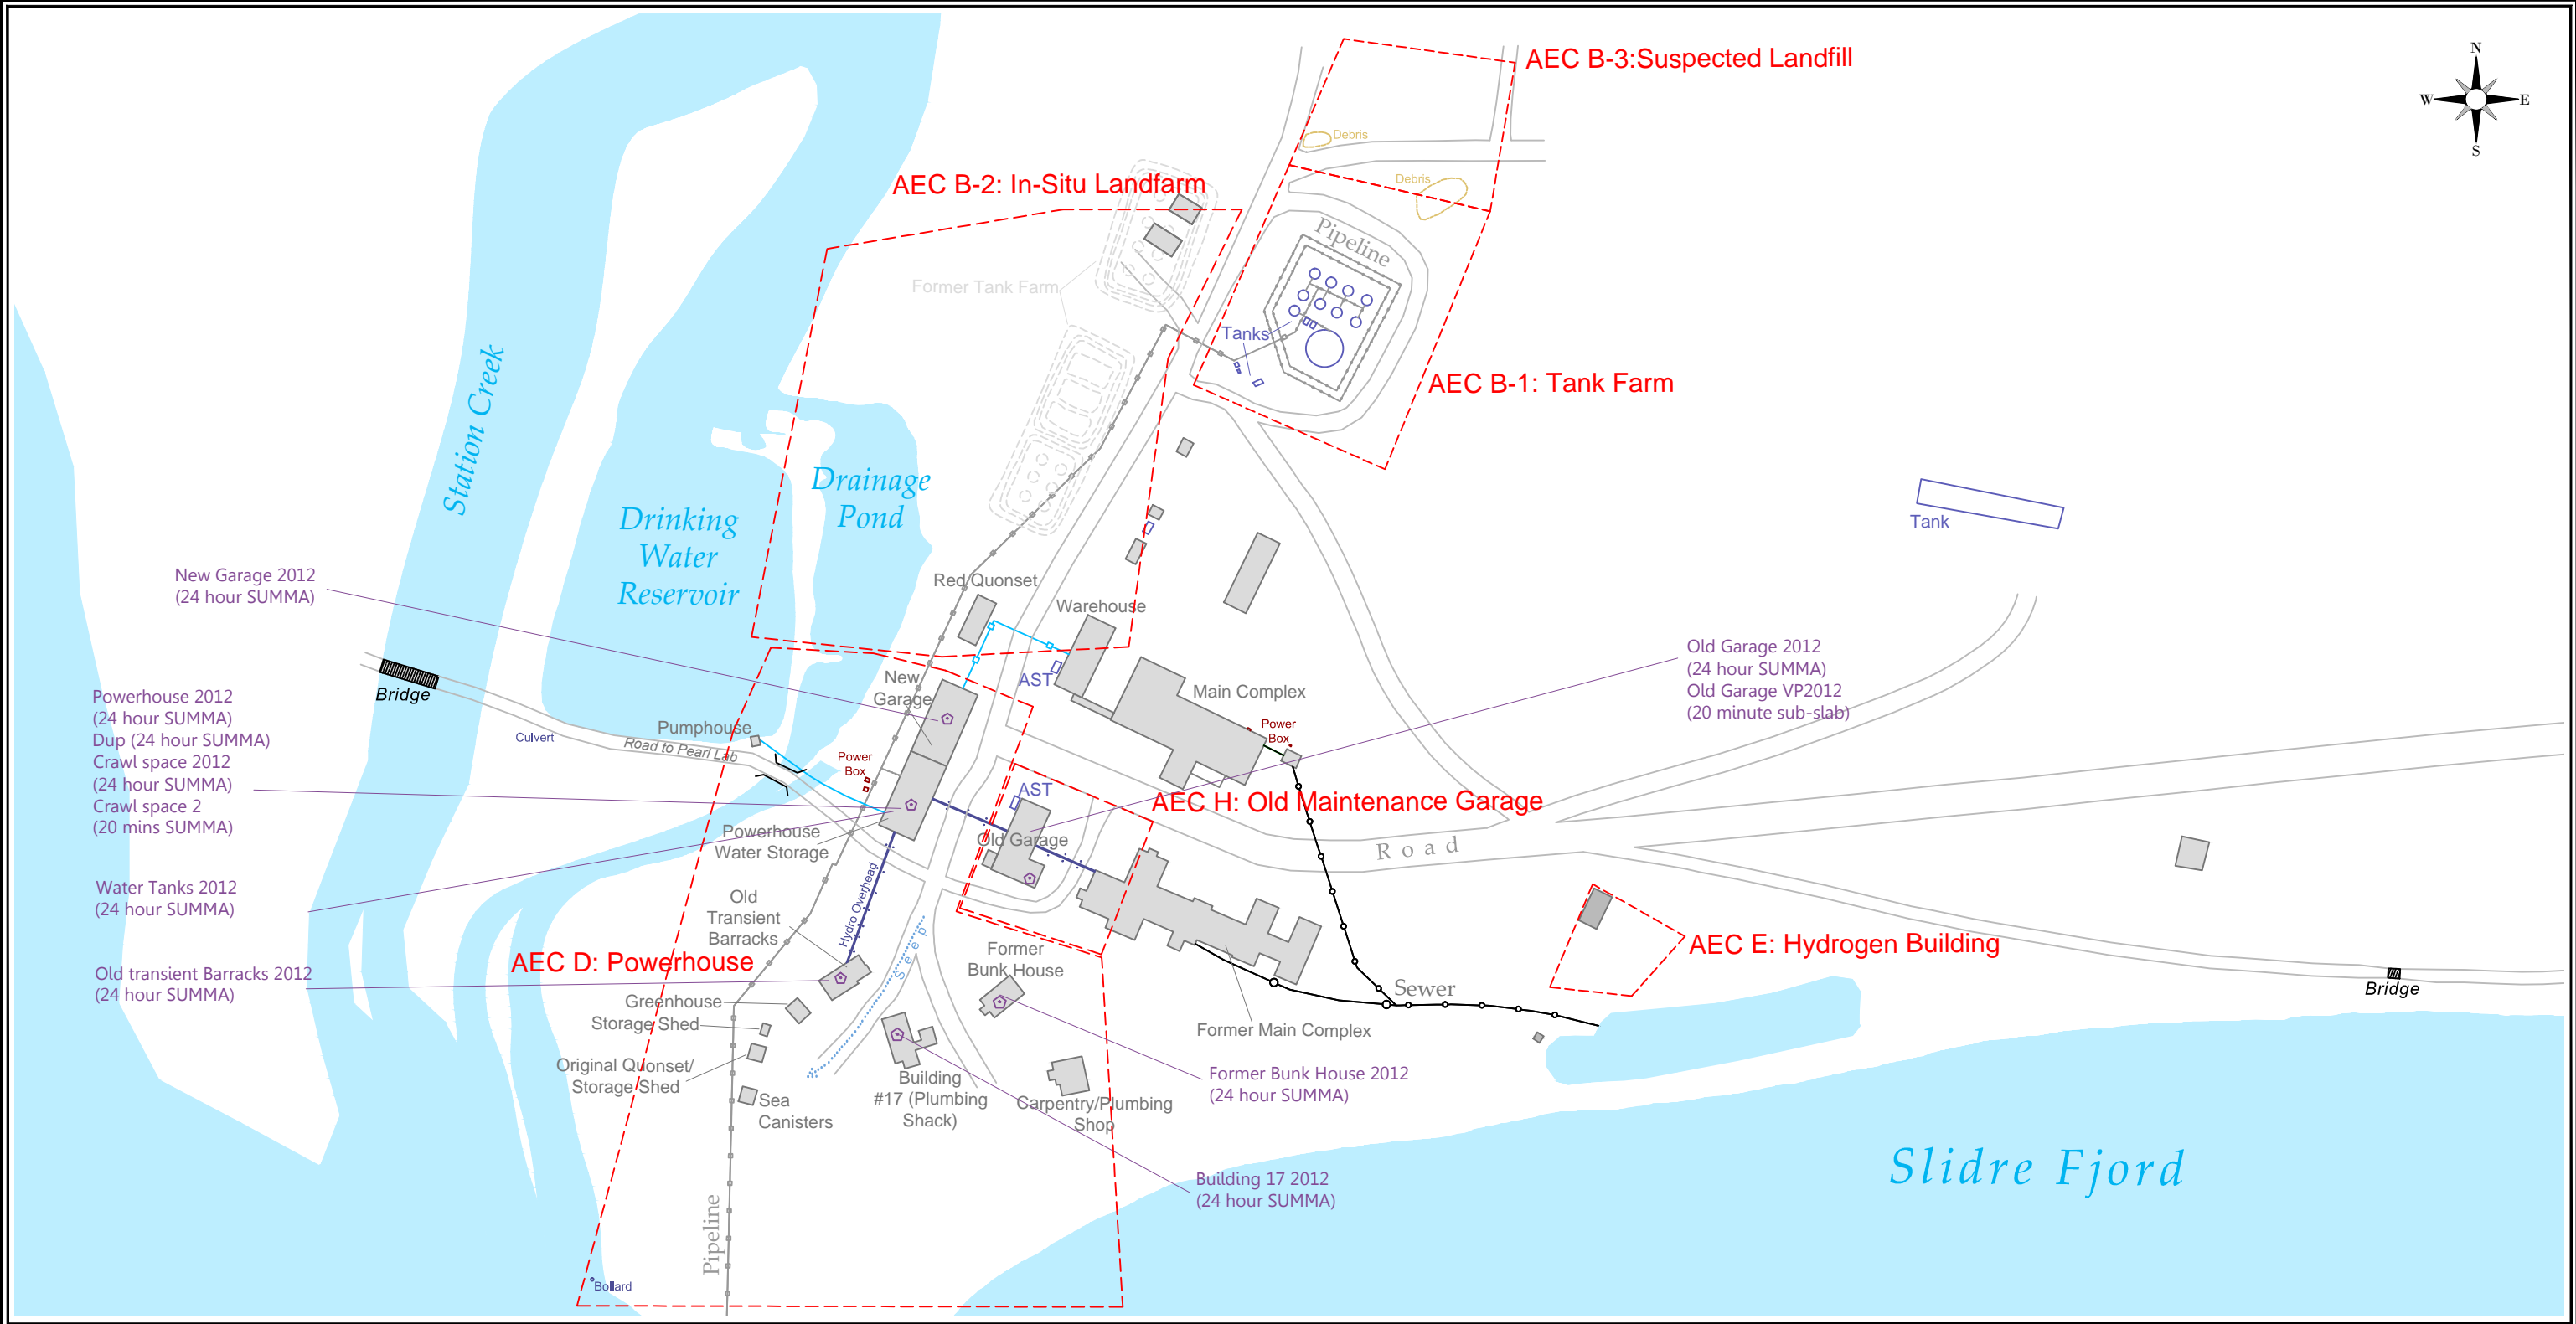 AEC B-3:Suspected Landfill
N
W
E
S
Debris
Debris
AEC B-2: In-Situ Landfarm
Pipeline
Former Tank Farm
Tanks
AEC B-1: Tank Farm
Station Creek
Drainage
Pond
Drinking
Water
Reservoir
Tank
New Garage 2012
(24 hour SUMMA)
Red Quonset
Warehouse
Old Garage 2012
(24 hour SUMMA)
Old Garage VP2012
(20 minute sub-slab)
Bridge
AST
New
Garage
Main Complex
Powerhouse 2012
(24 hour SUMMA)
Dup (24 hour SUMMA)
Crawl space 2012
(24 hour SUMMA)
Crawl space 2
(20 mins SUMMA)
Culvert
Pumphouse
Road to Pearl Lab
Power
Box
Power
Box
AST
AEC H: Old Maintenance Garage
Powerhouse
Water Storage
Old Garage
Road
Water Tanks 2012
(24 hour SUMMA)
Old
Transient
Barracks
Hydro Overhead
Seep
Former
Bunk House
AEC E: Hydrogen Building
AEC D: Powerhouse
Old transient Barracks 2012
(24 hour SUMMA)
Sewer
Bridge
Greenhouse
Storage Shed
Former Main Complex
Original Quonset/
Storage Shed
Building
#17 (Plumbing
Shack)
Former Bunk House 2012
(24 hour SUMMA)
Sea
Canisters
Carpentry/Plumbing
Shop
Building 17 2012
(24 hour SUMMA)
Slidre Fjord
Pipeline
Bollard